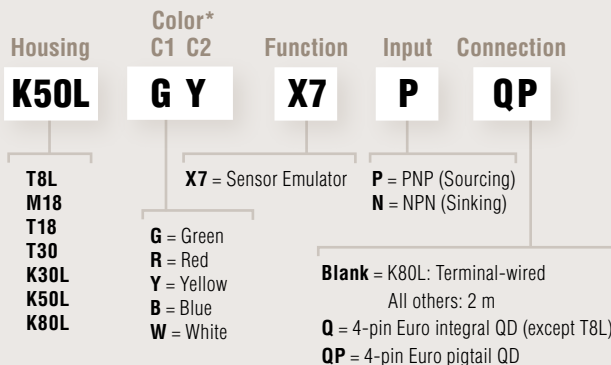 Color*
Housing C1 C2 Function Input Connection
K50L G Y X7 P QP
T8L
M18
T18
T30
K30L
K50L
K80L
X7 = Sensor Emulator
G = Green
R = Red
Y = Yellow
B = Blue
W = White
P = PNP (Sourcing)
N = NPN (Sinking)
Blank = K80L: Terminal-wired
All others: 2 m
Q = 4-pin Euro integral QD (except T8L)
QP = 4-pin Euro pigtail QD